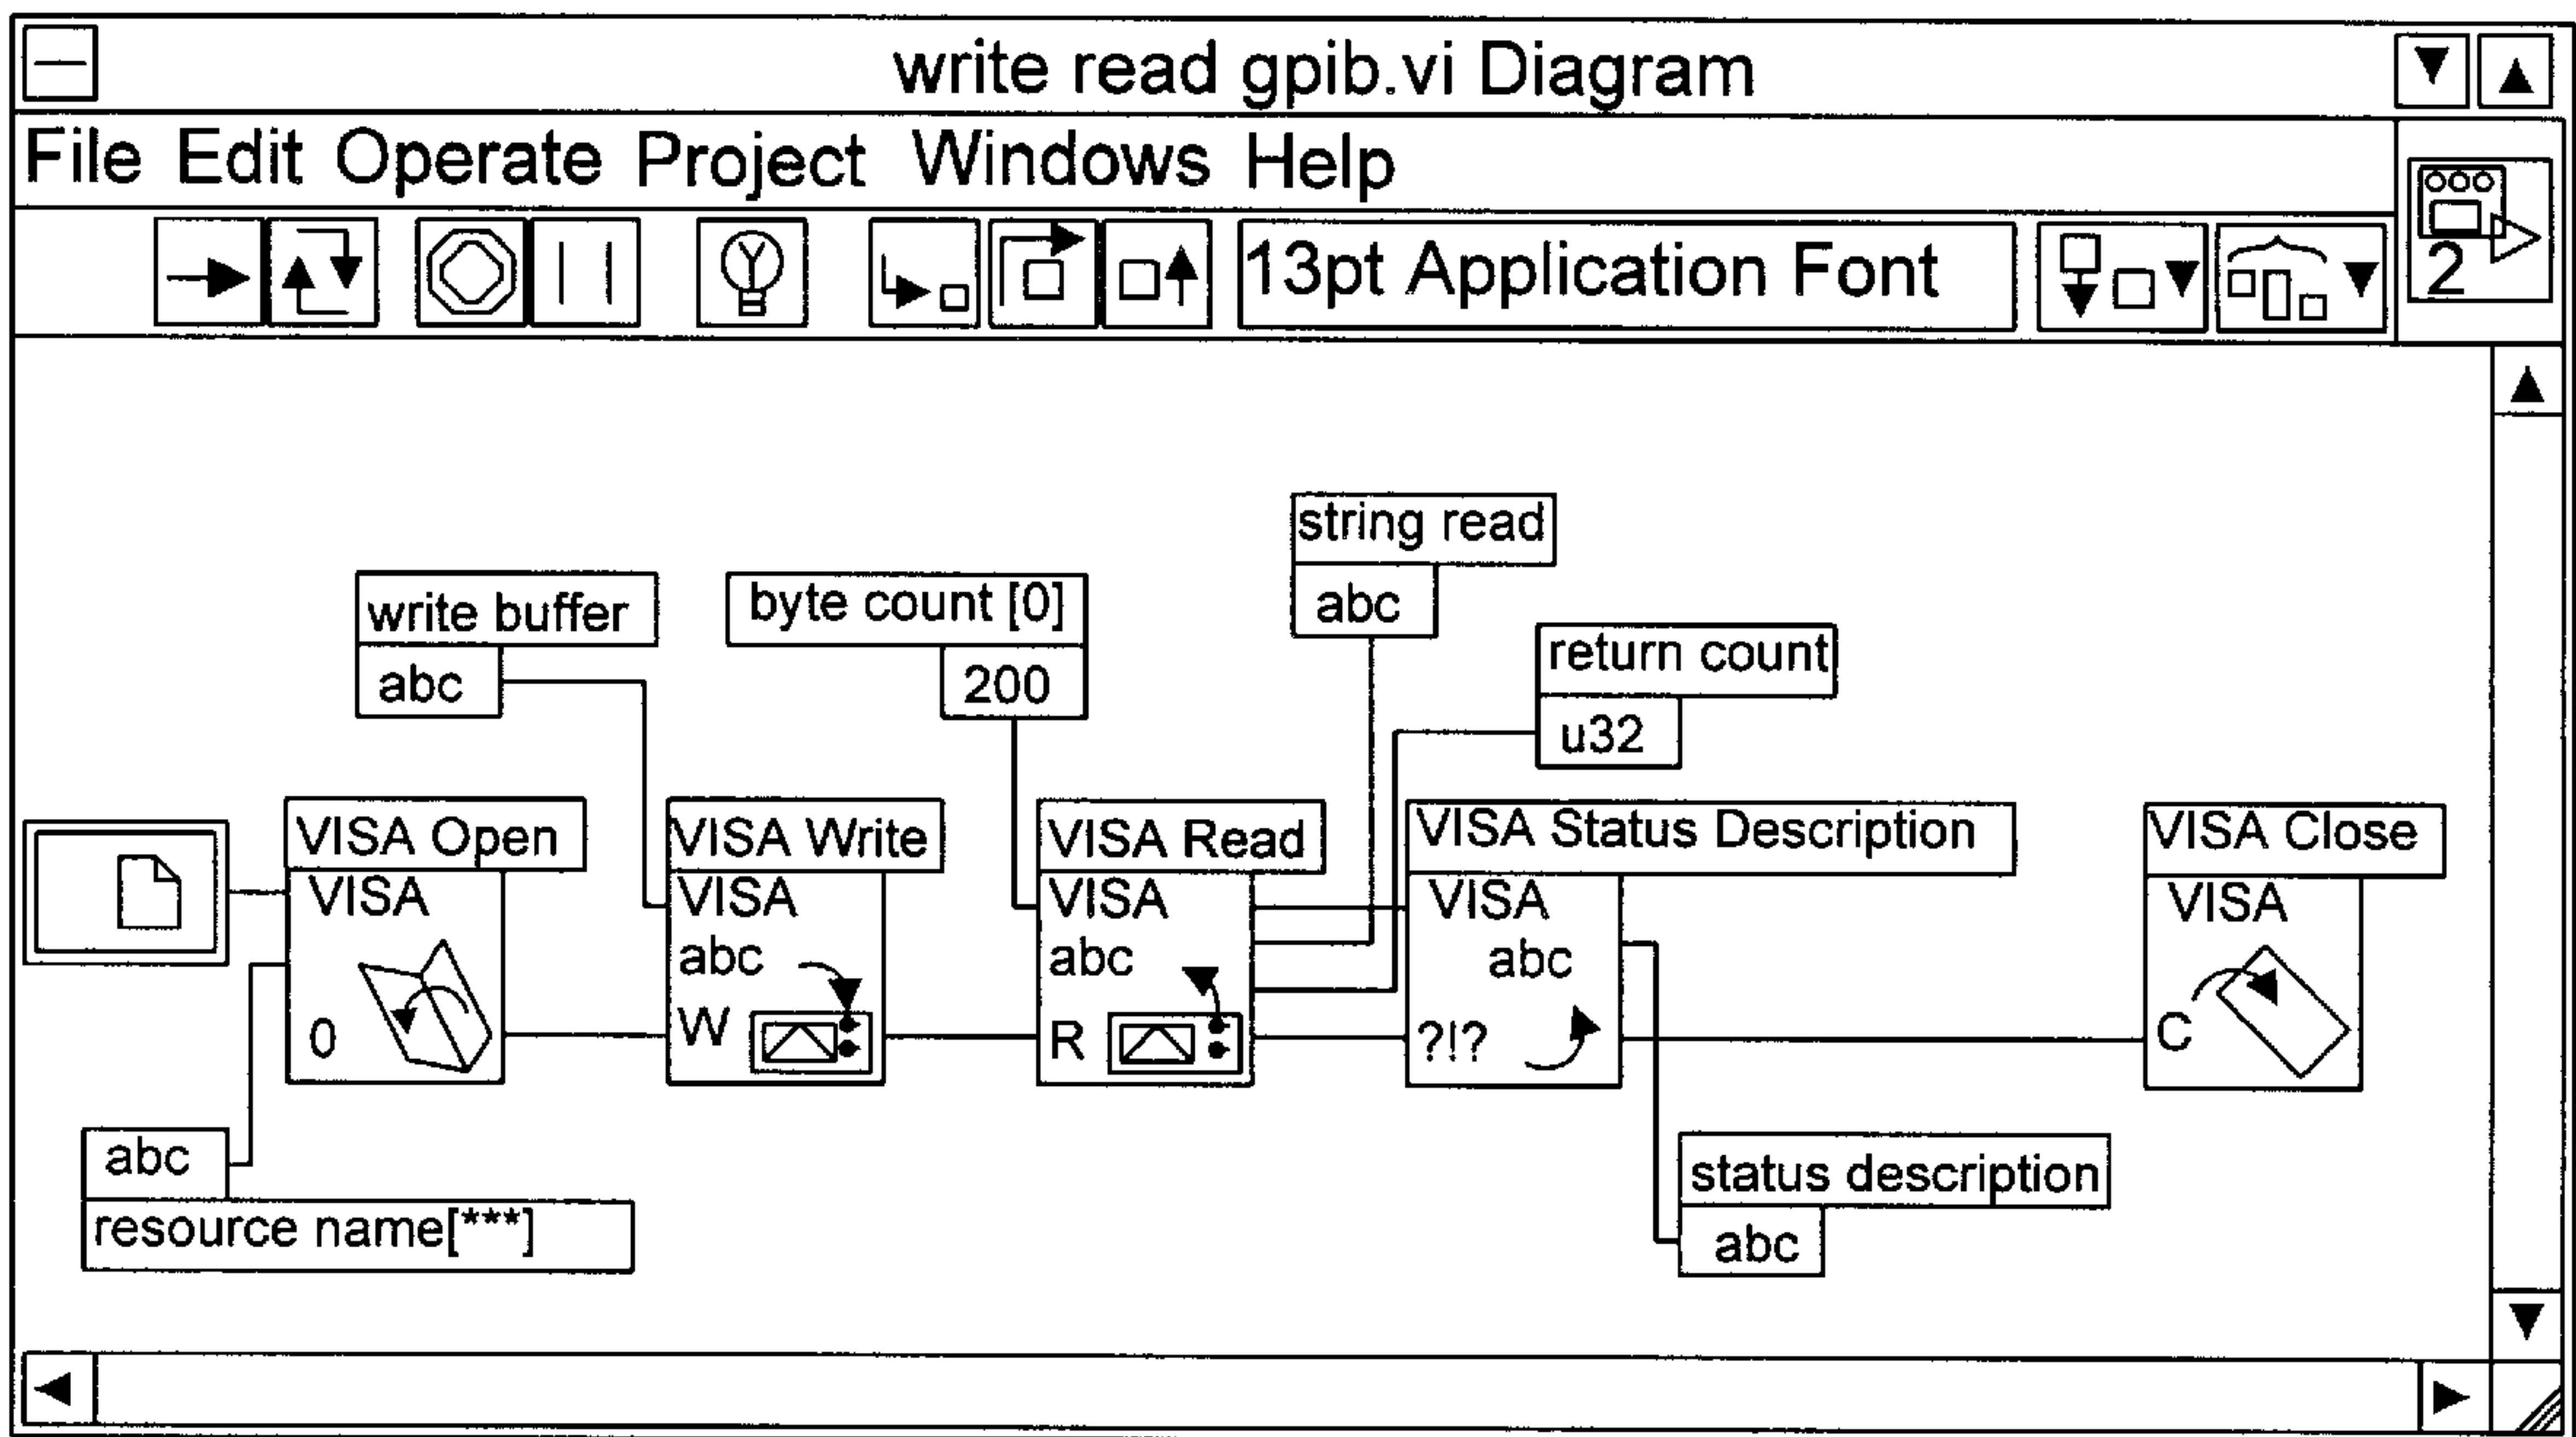 write read gpib.vi Diagram
File Edit Operate Project Windows Help
13pt Application Font
2
string read
abc
write buffer
abc
byte count [0]
200
return count
u32
VISA Open
VISA
0
VISA Write
VISA
abc
W
VISA Read
VISA
abc
R
VISA Status Description
VISA
abc
?!?
VISA Close
VISA
C
abc
resource name[***]
status description
abc